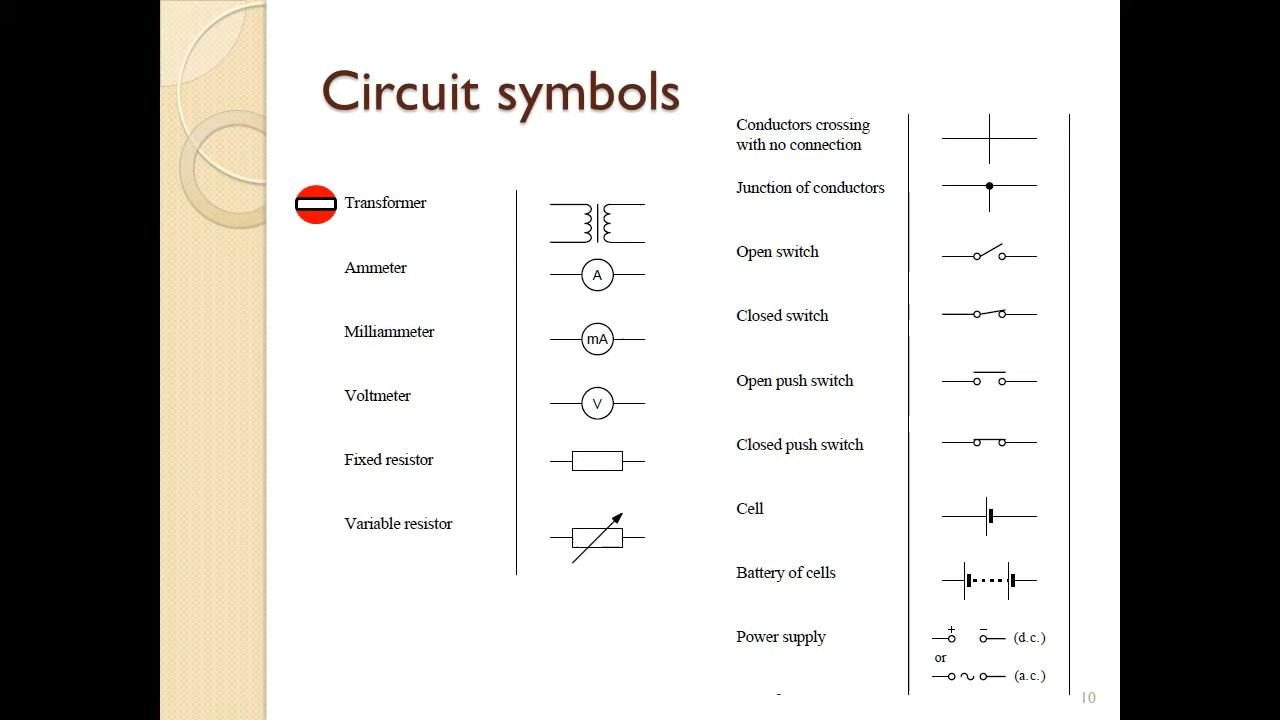 Circuit symbols
Transformer
Ammeter
A
Milliammeter
mA
Voltmeter
V
Fixed resistor
Variable resistor
Conductors crossing
with no connection
Junction of conductors
Open switch
Closed switch
Open push switch
Closed push switch
Cell
Battery of cells
Power supply
+ − (d.c.)
or
(a.c.)
10